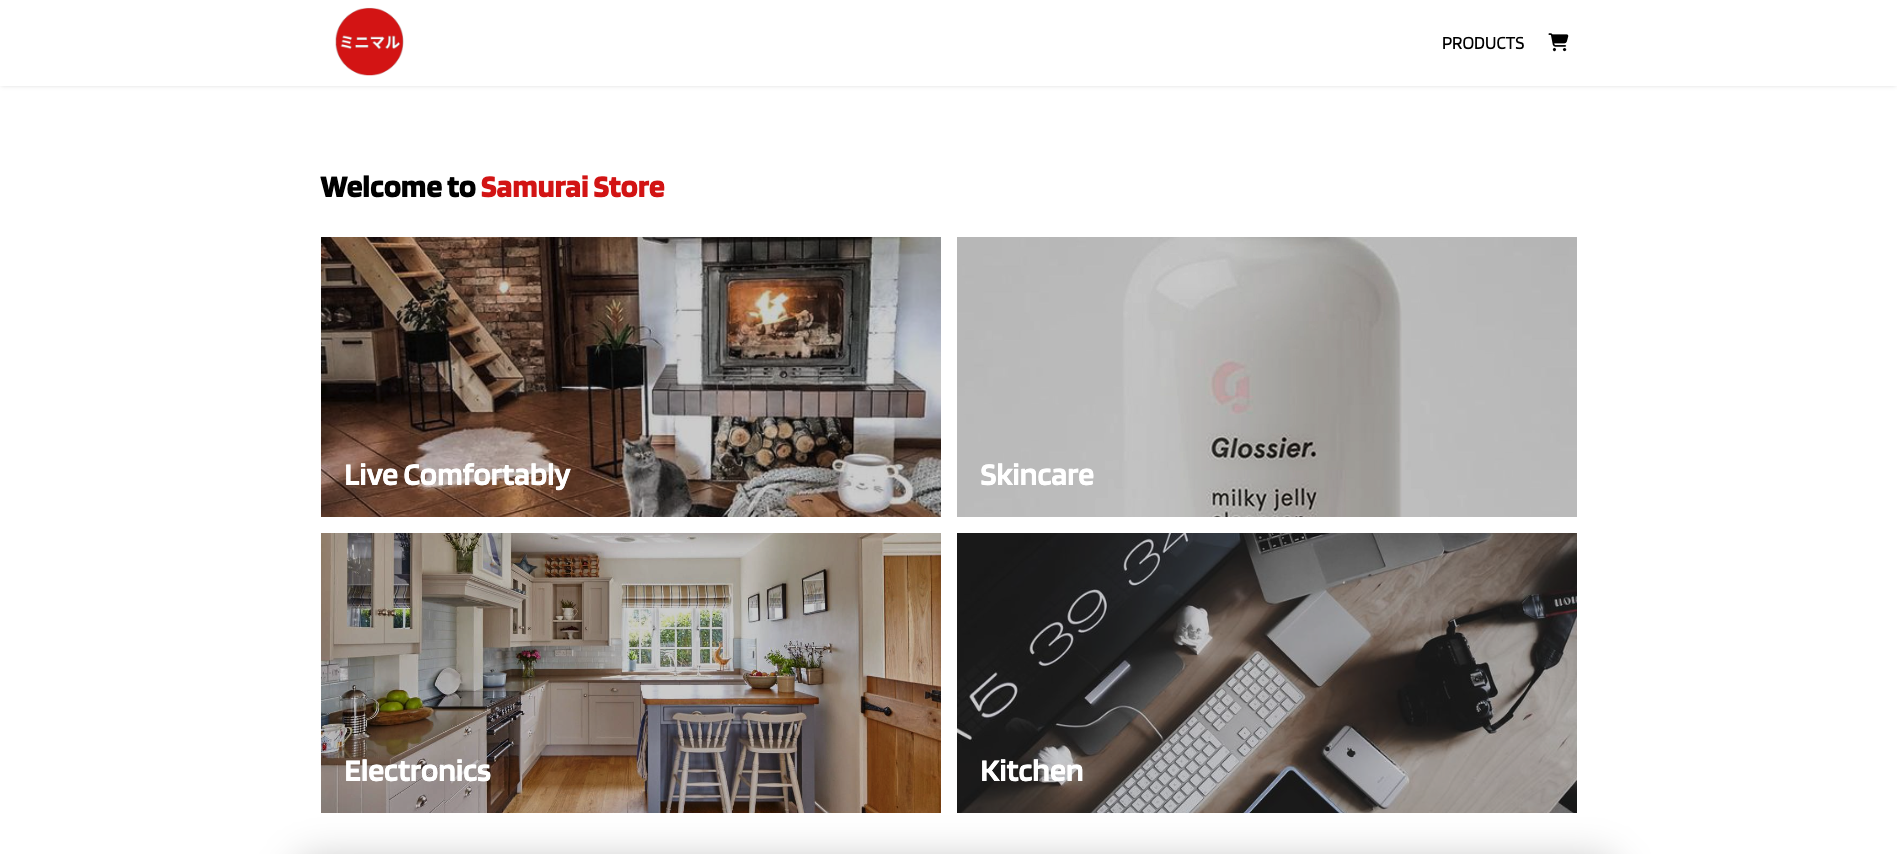 ミニマル
PRODUCTS
Welcome to Samurai Store
Live Comfortably
Glossier.
milky jelly
Skincare
Electronics
5 39 34
Kitchen